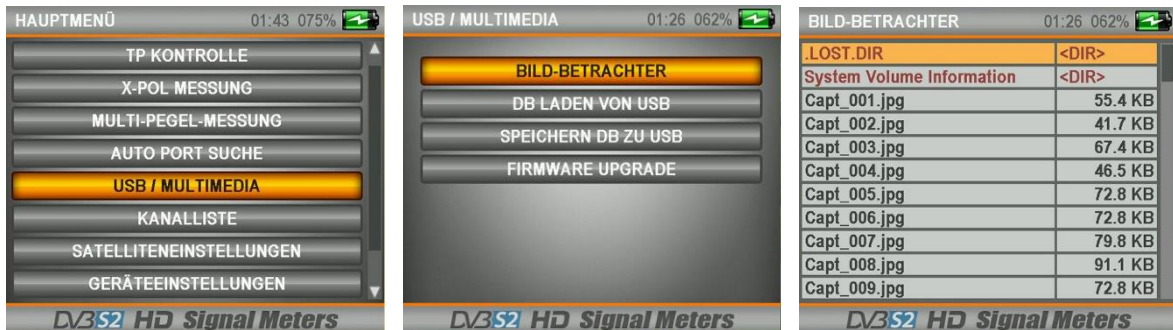 HAUPTMENÜ 01:43 075%
TP KONTROLLE
X-POL MESSUNG
MULTI-PEGEL-MESSUNG
AUTO PORT SUCHE
USB / MULTIMEDIA
KANALLISTE
SATELLITENEINSTELLUNGEN
GERÄTEEINSTELLUNGEN
DVB S2 HD Signal Meters
USB / MULTIMEDIA 01:26 062%
BILD-BETRACHTER
DB LADEN VON USB
SPEICHERN DB ZU USB
FIRMWARE UPGRADE
DVB S2 HD Signal Meters
BILD-BETRACHTER 01:26 062%
.LOST.DIR <DIR>
System Volume Information <DIR>
Capt_001.jpg 55.4 KB
Capt_002.jpg 41.7 KB
Capt_003.jpg 67.4 KB
Capt_004.jpg 46.5 KB
Capt_005.jpg 72.8 KB
Capt_006.jpg 72.8 KB
Capt_007.jpg 79.8 KB
Capt_008.jpg 91.1 KB
Capt_009.jpg 72.8 KB
DVB S2 HD Signal Meters